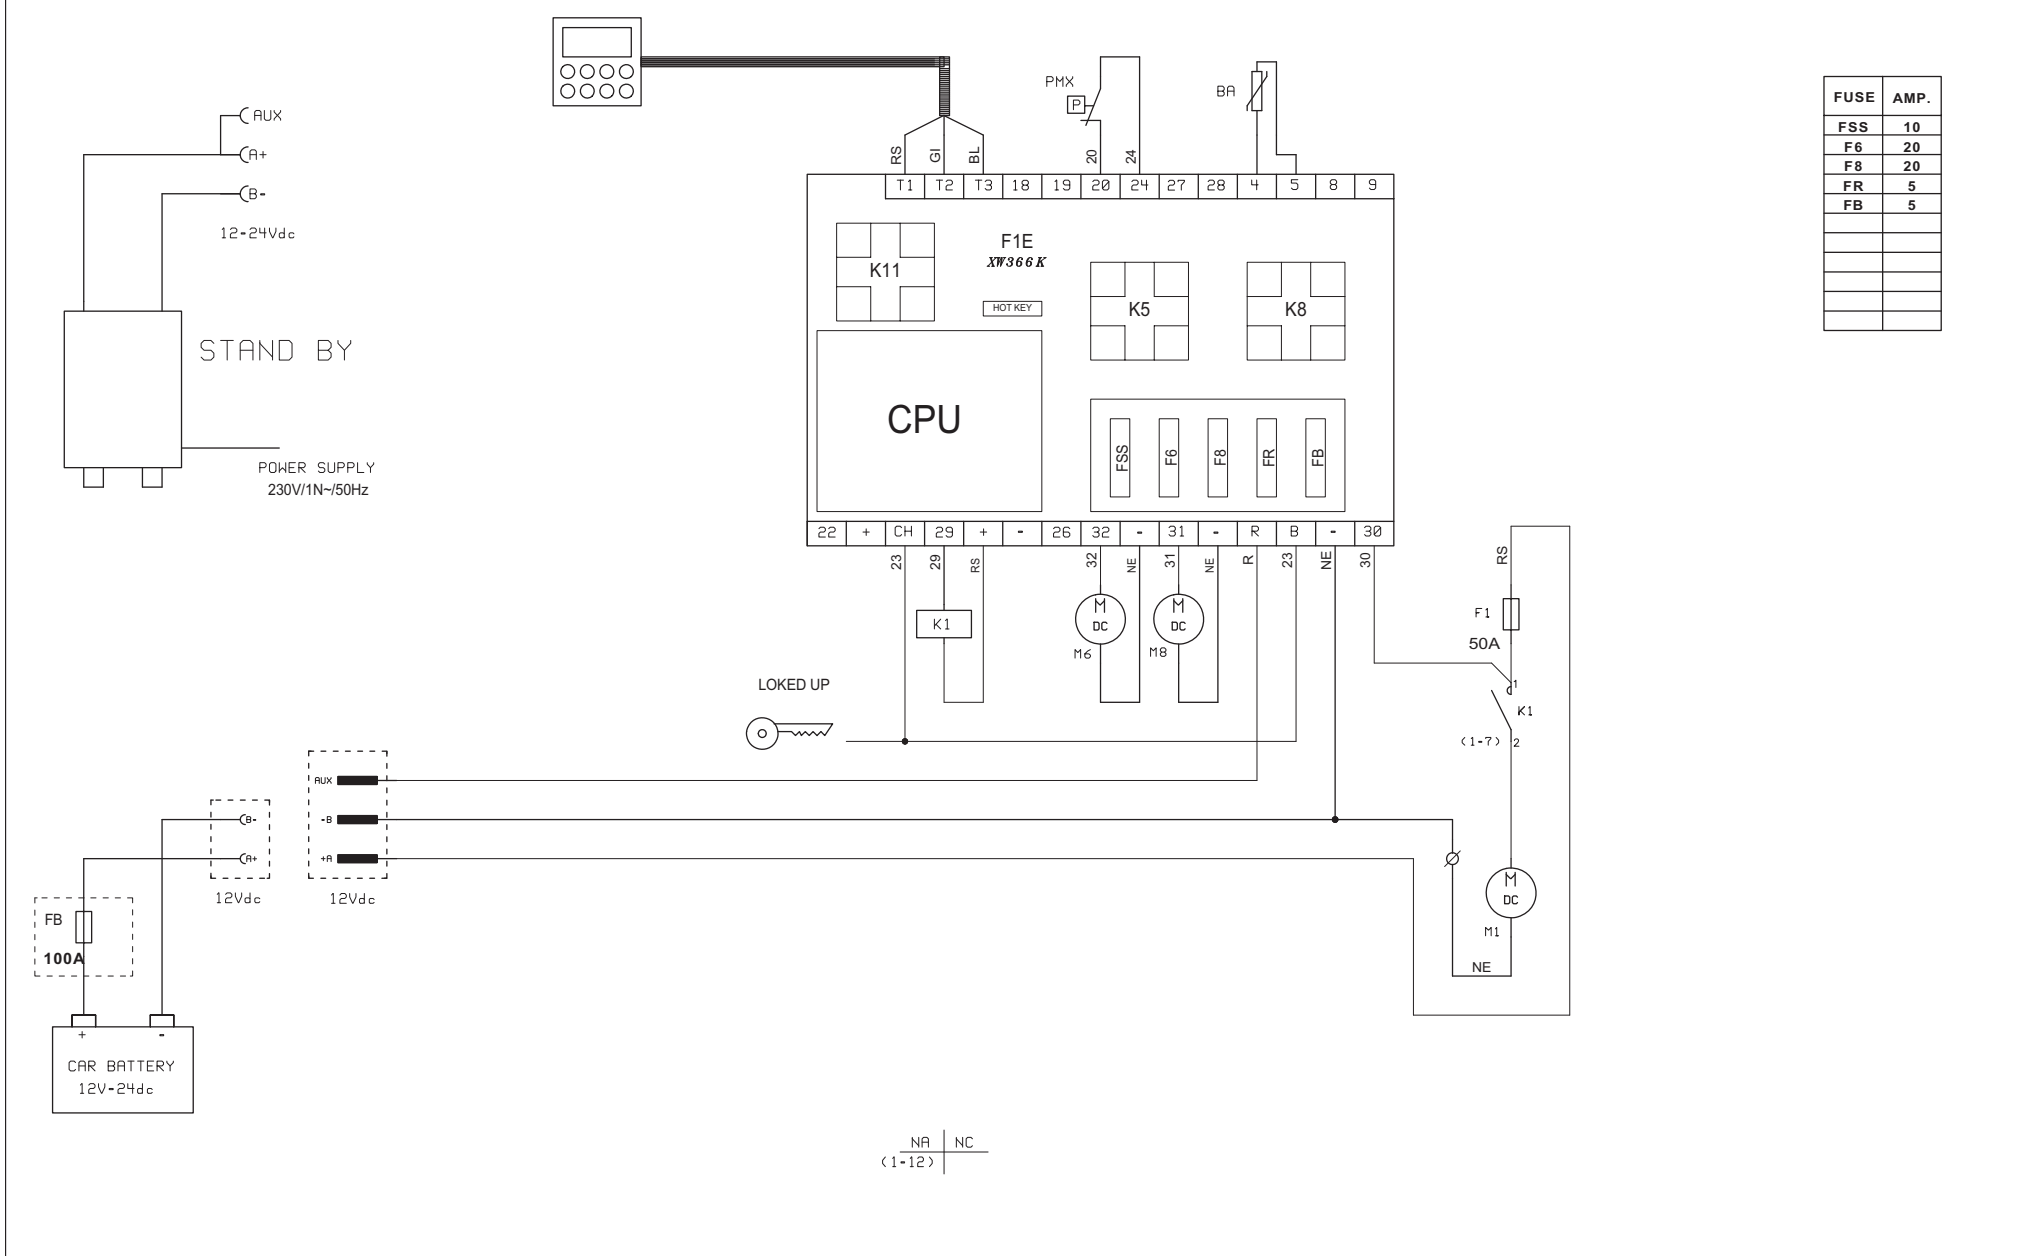 AUX
A+
B-
12-24Vdc
STAND BY
POWER SUPPLY
230V/1N~/50Hz
PMX
P
BA
RS
GI
BL
20
24
T1 T2 T3 18 19 20 24 27 28 4 5 8 9
F1E
XW366K
K11
HOT KEY
K5
K8
CPU
FSS
F6
F8
FR
FB
22 + CH 29 + - 26 32 - 31 - R B - 30
23
29
RS
32
NE
31
NE
R
23
NE
30
K1
M
DC
M6
M
DC
M8
LOKED UP
FUSE AMP.
FSS 10
F6 20
F8 20
FR 5
FB 5
RS
F1
50A
1
K1
(1-7)
2
M
DC
M1
NE
AUX
-B
+A
12Vdc
B-
A+
12Vdc
FB
100A
+ -
CAR BATTERY
12V-24dc
NA NC
(1-12)